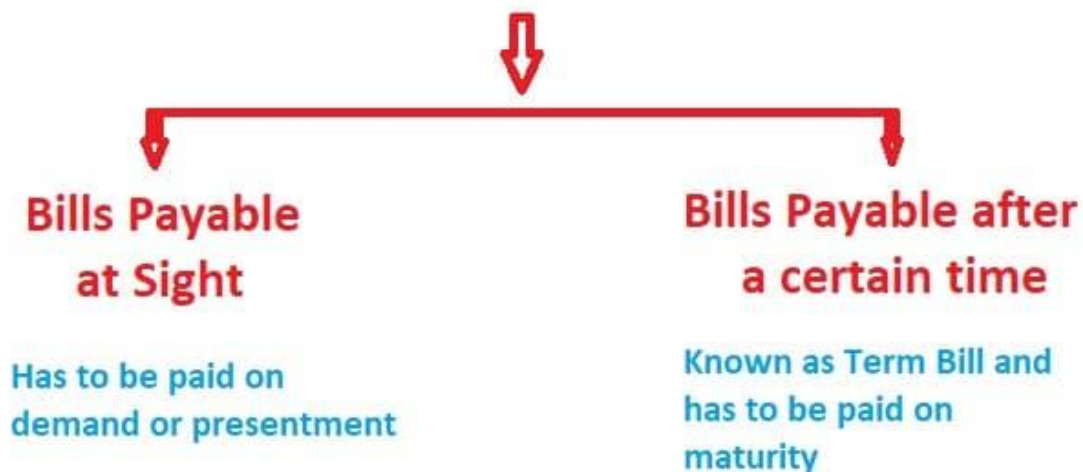 Bills Payable
at Sight
Has to be paid on
demand or presentment
Bills Payable after
a certain time
Known as Term Bill and
has to be paid on
maturity